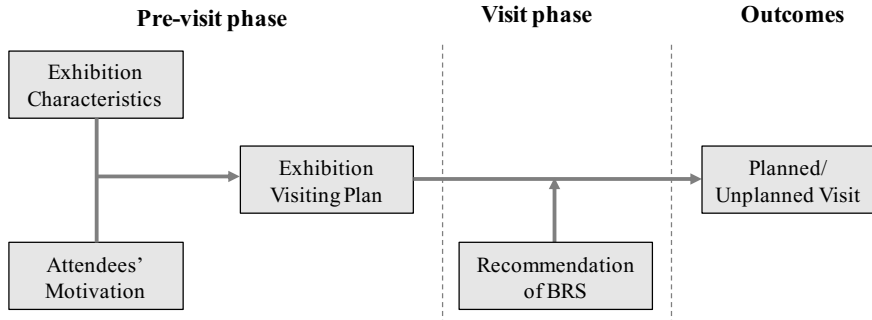 Pre-visit phase
Visit phase
Outcomes
Exhibition
Characteristics
Exhibition
Visiting Plan
Planned/
Unplanned Visit
Attendees’
Motivation
Recommendation
of BRS